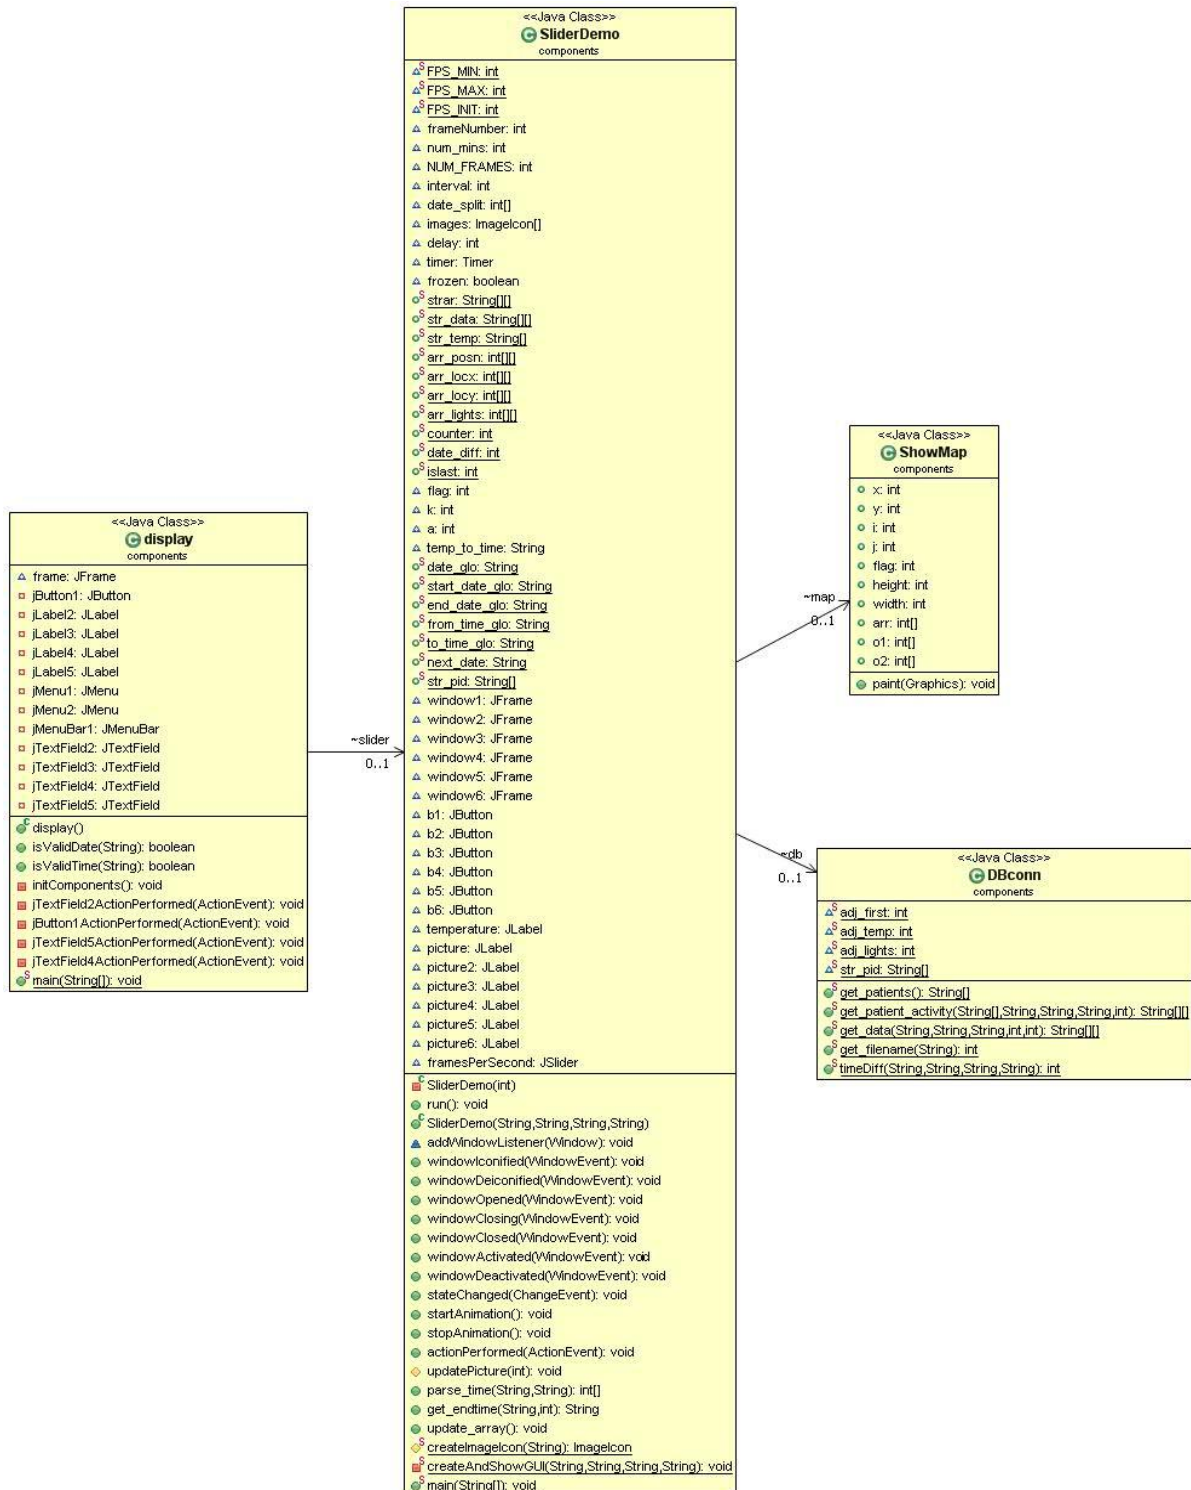 <<Java Class>>
SliderDemo
components
FPS_MIN: int
FPS_MAX: int
FPS_INIT: int
frameNumber: int
num_mins: int
NUM_FRAMES: int
interval: int
date_split: int[]
images: ImageIcon[]
delay: int
timer: Timer
frozen: boolean
strar: String[][]
str_data: String[][]
str_temp: String[]
arr_posn: int[][]
arr_locx: int[][]
arr_locy: int[][]
arr_lights: int[][]
counter: int
date_diff: int
islast: int
flag: int
k: int
a: int
temp_to_time: String
date_glo: String
start_date_glo: String
end_date_glo: String
from_time_glo: String
to_time_glo: String
next_date: String
str_pid: String[]
window1: JFrame
window2: JFrame
window3: JFrame
window4: JFrame
window5: JFrame
window6: JFrame
b1: JButton
b2: JButton
b3: JButton
b4: JButton
b5: JButton
b6: JButton
temperature: JLabel
picture: JLabel
picture2: JLabel
picture3: JLabel
picture4: JLabel
picture5: JLabel
picture6: JLabel
framesPerSecond: JSlider
SliderDemo(int)
run(): void
SliderDemo(String,String,String,String)
addWindowListener(Window): void
windowIconified(WindowEvent): void
windowDeiconified(WindowEvent): void
windowOpened(WindowEvent): void
windowClosing(WindowEvent): void
windowClosed(WindowEvent): void
windowActivated(WindowEvent): void
windowDeactivated(WindowEvent): void
stateChanged(ChangeEvent): void
startAnimation(): void
stopAnimation(): void
actionPerformed(ActionEvent): void
updatePicture(int): void
parse_time(String,String): int[]
get_endtime(String,int): String
update_array(): void
createImageIcon(String): ImageIcon
createAndShowGUI(String,String,String,String): void
main(String[]): void
<<Java Class>>
display
components
frame: JFrame
jButton1: JButton
jLabel2: JLabel
jLabel3: JLabel
jLabel4: JLabel
jLabel5: JLabel
jMenu1: JMenu
jMenu2: JMenu
jMenuBar1: JMenuBar
jTextField2: JTextField
jTextField3: JTextField
jTextField4: JTextField
jTextField5: JTextField
display()
isValidDate(String): boolean
isValidTime(String): boolean
initComponents(): void
jTextField2ActionPerformed(ActionEvent): void
jButton1ActionPerformed(ActionEvent): void
jTextField5ActionPerformed(ActionEvent): void
jTextField4ActionPerformed(ActionEvent): void
main(String[]): void
~slider
0..1
<<Java Class>>
ShowMap
components
x: int
y: int
i: int
j: int
flag: int
height: int
width: int
arr: int[]
o1: int[]
o2: int[]
paint(Graphics): void
~map
0..1
~db
0..1
<<Java Class>>
DBconn
components
adj_first: int
adj_temp: int
adj_lights: int
str_pid: String[]
get_patients(): String[]
get_patient_activity(String[],String,String,String,int): String[][]
get_data(String,String,String,int,int): String[][]
get_filename(String): int
timeDiff(String,String,String,String): int